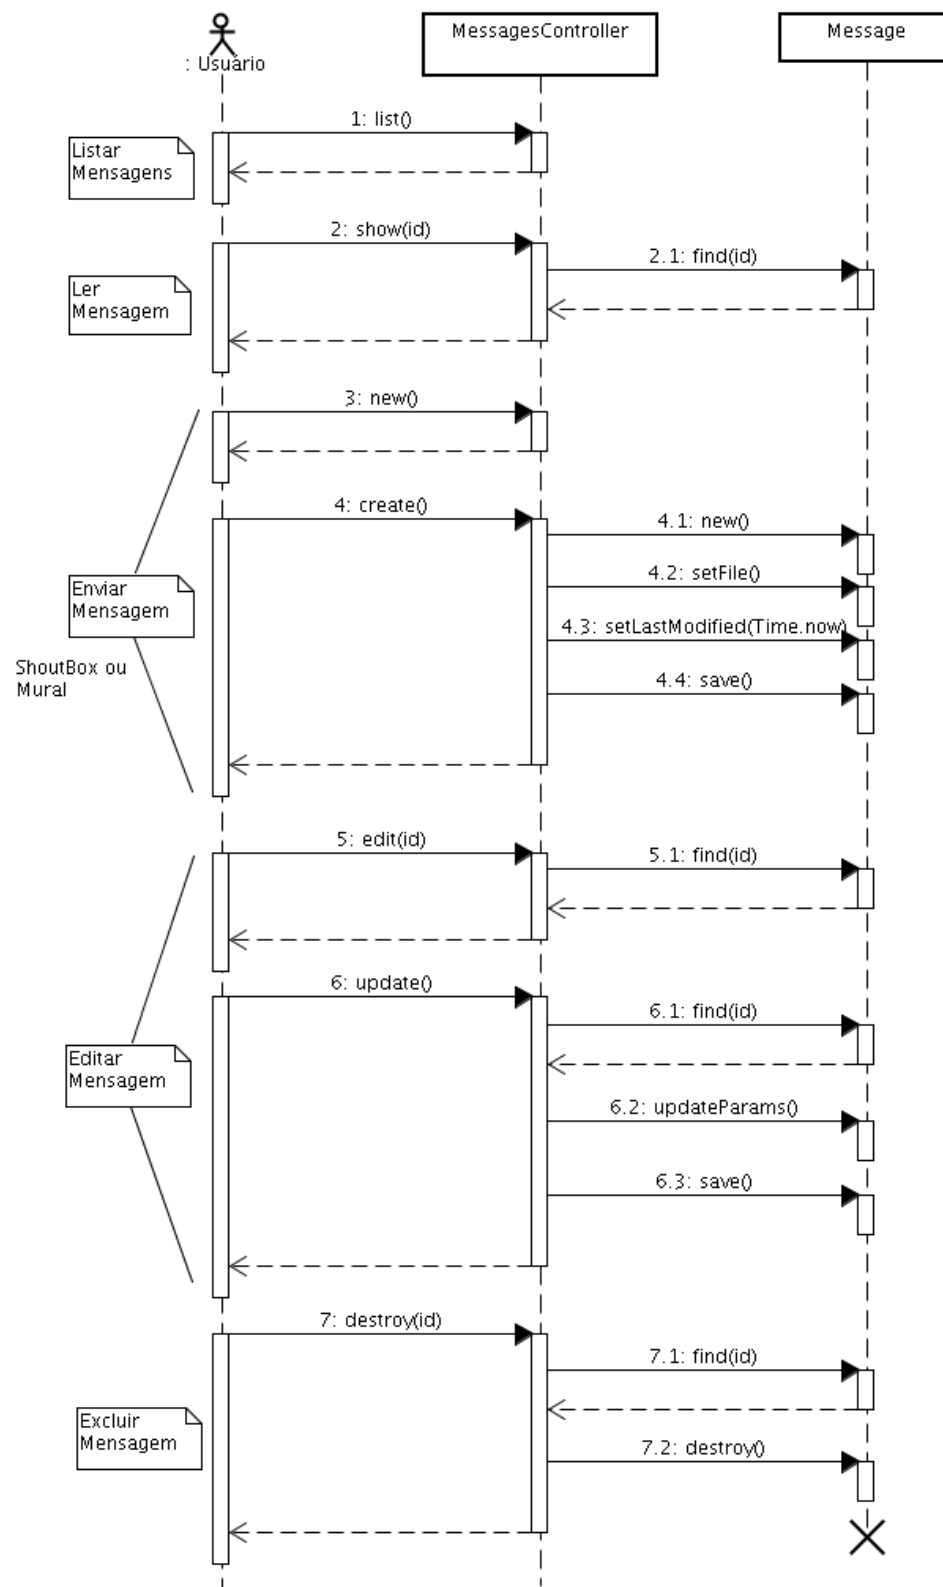 : Usuário
MessagesController
Message
1: list()
Listar
Mensagens
2: show(id)
2.1: find(id)
Ler
Mensagem
3: new()
4: create()
4.1: new()
4.2: setFile()
Enviar
Mensagem
4.3: setLastModified(Time.now)
ShoutBox ou
Mural
4.4: save()
5: edit(id)
5.1: find(id)
6: update()
6.1: find(id)
Editar
Mensagem
6.2: updateParams()
6.3: save()
7: destroy(id)
7.1: find(id)
Excluir
Mensagem
7.2: destroy()